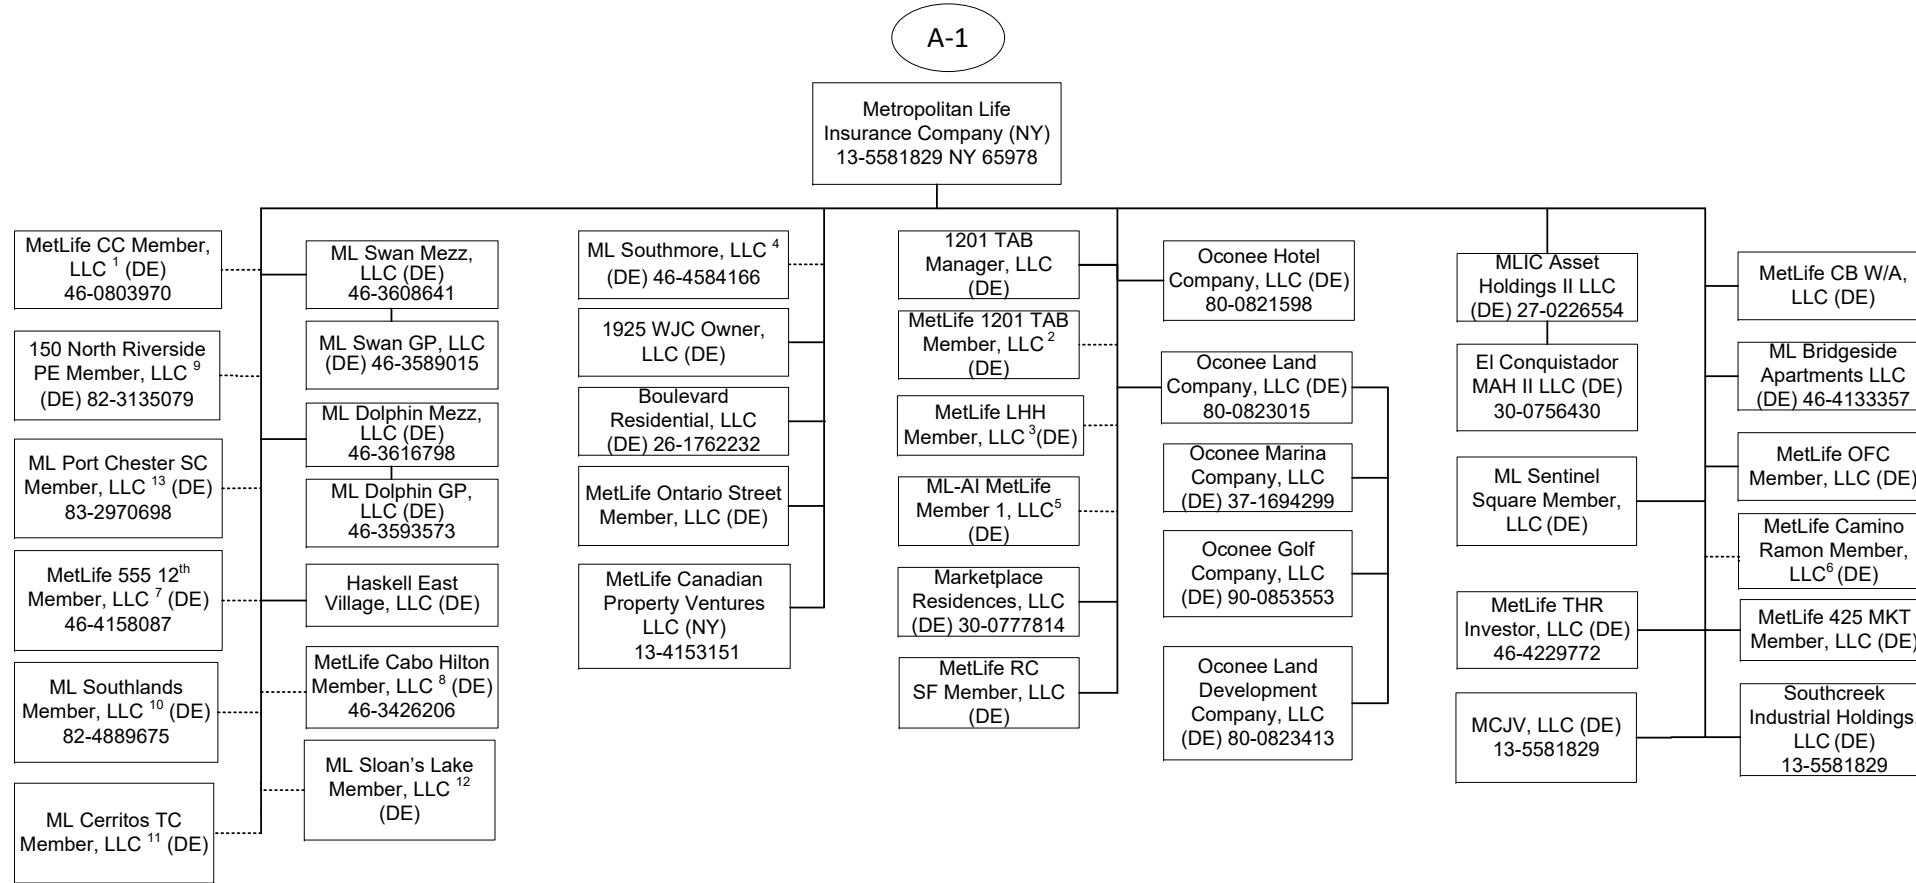 A-1
Metropolitan Life
Insurance Company (NY)
13-5581829 NY 65978
MetLife CC Member,
LLC 1 (DE)
46-0803970
150 North Riverside
PE Member, LLC 9
(DE) 82-3135079
ML Port Chester SC
Member, LLC 13 (DE)
83-2970698
MetLife 555 12th
Member, LLC 7 (DE)
46-4158087
ML Southlands
Member, LLC 10 (DE)
82-4889675
ML Cerritos TC
Member, LLC 11 (DE)
ML Swan Mezz,
LLC (DE)
46-3608641
ML Swan GP, LLC
(DE) 46-3589015
ML Dolphin Mezz,
LLC (DE)
46-3616798
ML Dolphin GP,
LLC (DE)
46-3593573
Haskell East
Village, LLC (DE)
MetLife Cabo Hilton
Member, LLC 8 (DE)
46-3426206
ML Sloan’s Lake
Member, LLC 12
(DE)
ML Southmore, LLC 4
(DE) 46-4584166
1925 WJC Owner,
LLC (DE)
Boulevard
Residential, LLC
(DE) 26-1762232
MetLife Ontario Street
Member, LLC (DE)
MetLife Canadian
Property Ventures
LLC (NY)
13-4153151
1201 TAB
Manager, LLC
(DE)
MetLife 1201 TAB
Member, LLC 2
(DE)
MetLife LHH
Member, LLC 3(DE)
ML-AI MetLife
Member 1, LLC5
(DE)
Marketplace
Residences, LLC
(DE) 30-0777814
MetLife RC
SF Member, LLC
(DE)
Oconee Hotel
Company, LLC (DE)
80-0821598
Oconee Land
Company, LLC (DE)
80-0823015
Oconee Marina
Company, LLC
(DE) 37-1694299
Oconee Golf
Company, LLC
(DE) 90-0853553
Oconee Land
Development
Company, LLC
(DE) 80-0823413
MLIC Asset
Holdings II LLC
(DE) 27-0226554
El Conquistador
MAH II LLC (DE)
30-0756430
ML Sentinel
Square Member,
LLC (DE)
MetLife THR
Investor, LLC (DE)
46-4229772
MCJV, LLC (DE)
13-5581829
MetLife CB W/A,
LLC (DE)
ML Bridgeside
Apartments LLC
(DE) 46-4133357
MetLife OFC
Member, LLC (DE)
MetLife Camino
Ramon Member,
LLC6 (DE)
MetLife 425 MKT
Member, LLC (DE)
Southcreek
Industrial Holdings,
LLC (DE)
13-5581829